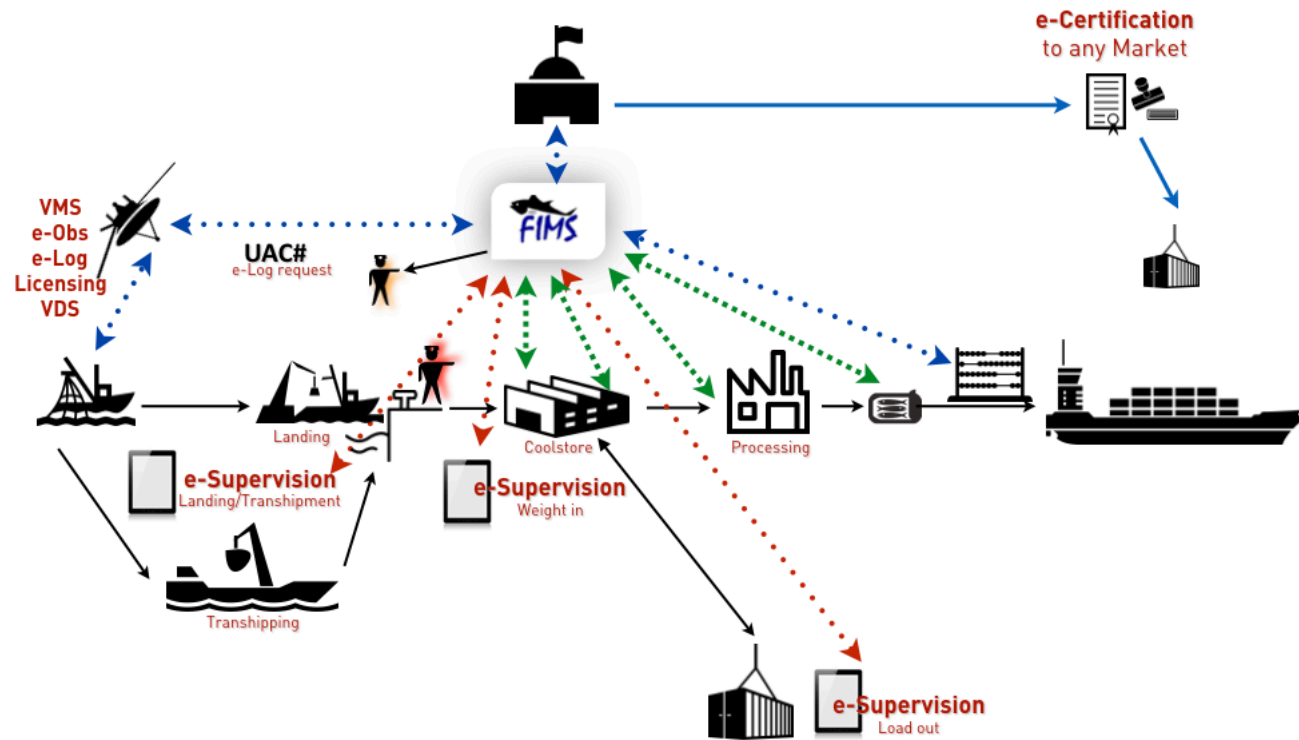 e-Certification
to any Market
FIMS
VMS
e-Obs
e-Log
Licensing
VDS
UAC#
e-Log request
Landing
Coolstore
Processing
e-Supervision
Landing/Transhipment
e-Supervision
Weight in
Transhipping
e-Supervision
Load out